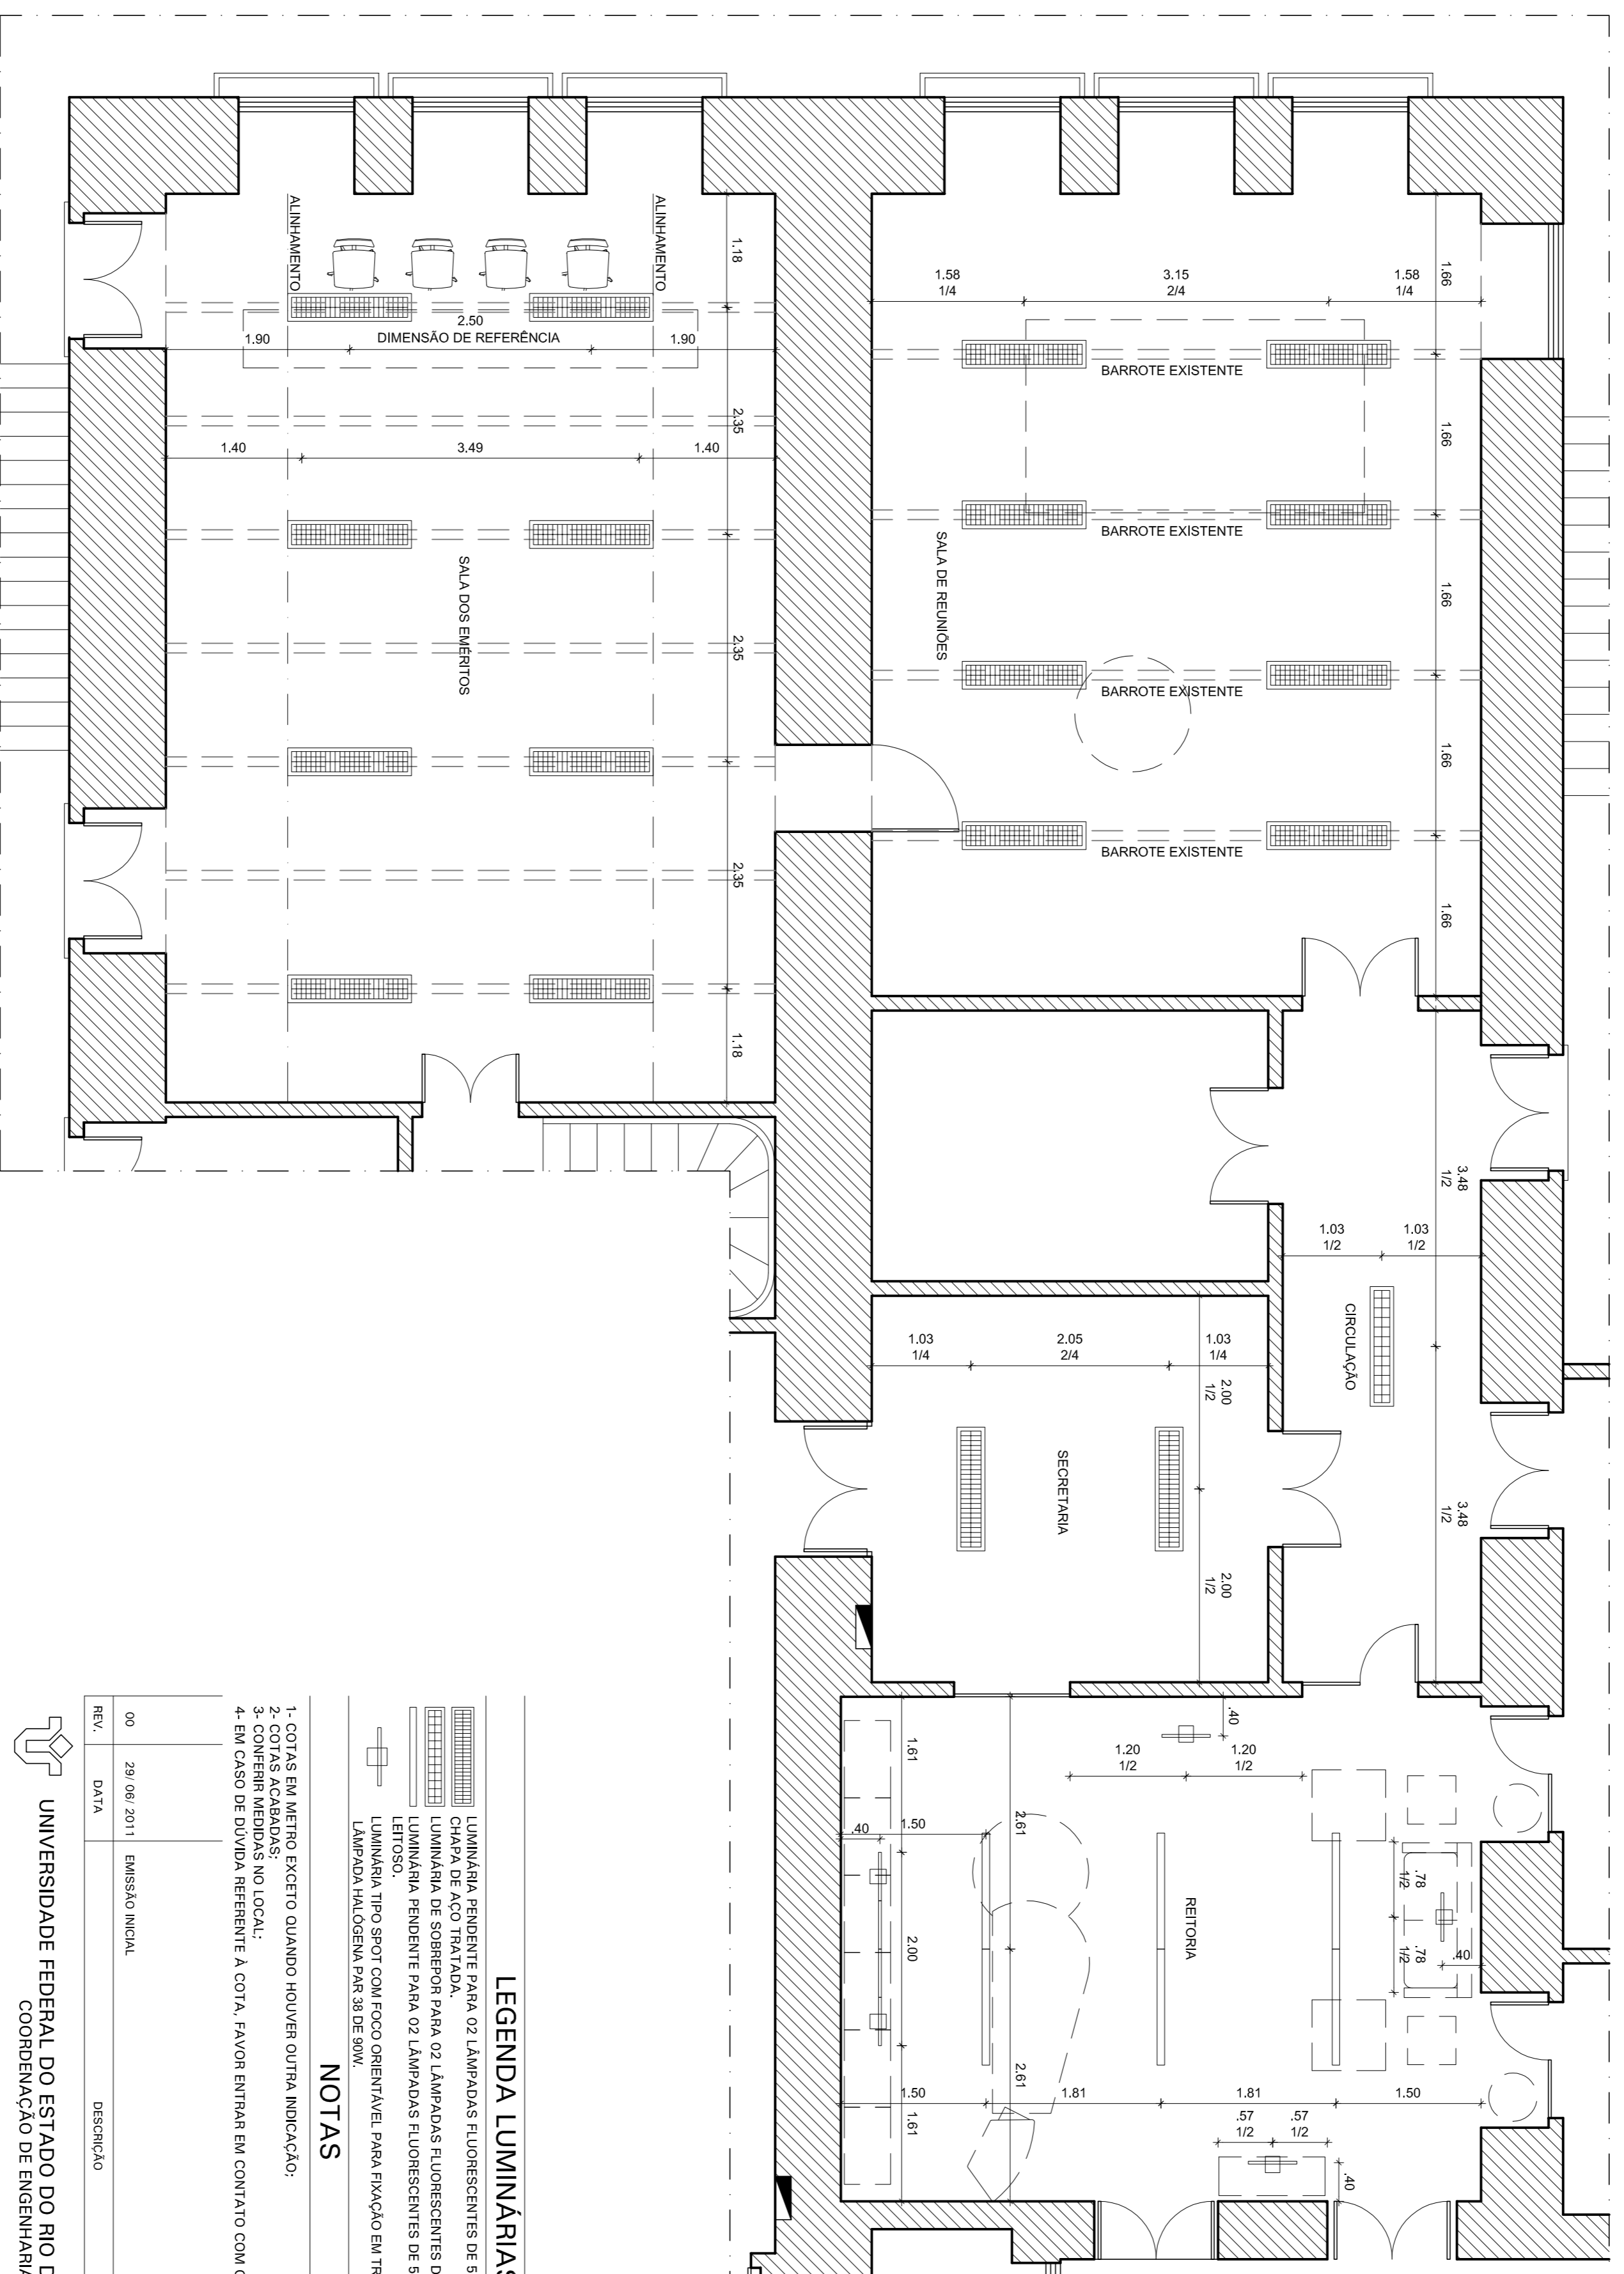 ALINHAMENTO
ALINHAMENTO
1.18
2.50
DIMENSÃO DE REFERÊNCIA
1.90
1.90
2.35
1.40
3.49
1.40
SALA DOS EMÉRITOS
2.35
2.35
1.18
1.58
1/4
3.15
2/4
1.58
1/4
1.66
BARROTE EXISTENTE
1.66
BARROTE EXISTENTE
SALA DE REUNIÕES
1.66
BARROTE EXISTENTE
1.66
BARROTE EXISTENTE
1.66
3.48
1/2
1.03
1/2
1.03
1/2
CIRCULAÇÃO
3.48
1/2
1.03
1/4
2.05
2/4
1.03
1/4
2.00
1/2
SECRETARIA
2.00
1/2
.40
1.20
1/2
1.20
1/2
1.61
2.61
.40
1.50
.78
1/2
.78
1/2
.40
REITORIA
2.00
2.61
1.50
1.81
1.81
1.50
1.61
.57
1/2
.57
1/2
.40
LEGENDA LUMINÁRIAS
LUMINÁRIA PENDENTE PARA 02 LÂMPADAS FLUORESCENTES DE 5
CHAPA DE AÇO TRATADA.
LUMINÁRIA DE SOBREPOR PARA 02 LÂMPADAS FLUORESCENTES D
LUMINÁRIA PENDENTE PARA 02 LÂMPADAS FLUORESCENTES DE 5
LEITOSO.
LUMINÁRIA TIPO SPOT COM FOCO ORIENTÁVEL PARA FIXAÇÃO EM TR
LÂMPADA HALÓGENA PAR 38 DE 90W.
NOTAS
1- COTAS EM METRO EXCETO QUANDO HOUVER OUTRA INDICAÇÃO;
2- COTAS ACABADAS;
3- CONFERIR MEDIDAS NO LOCAL;
4- EM CASO DE DÚVIDA REFERENTE À COTA, FAVOR ENTRAR EM CONTATO COM
00 29/ 06/ 2011 EMISSÃO INICIAL
REV. DATA DESCRIÇÃO
UNIVERSIDADE FEDERAL DO ESTADO DO RIO D
COORDENAÇÃO DE ENGENHARIA